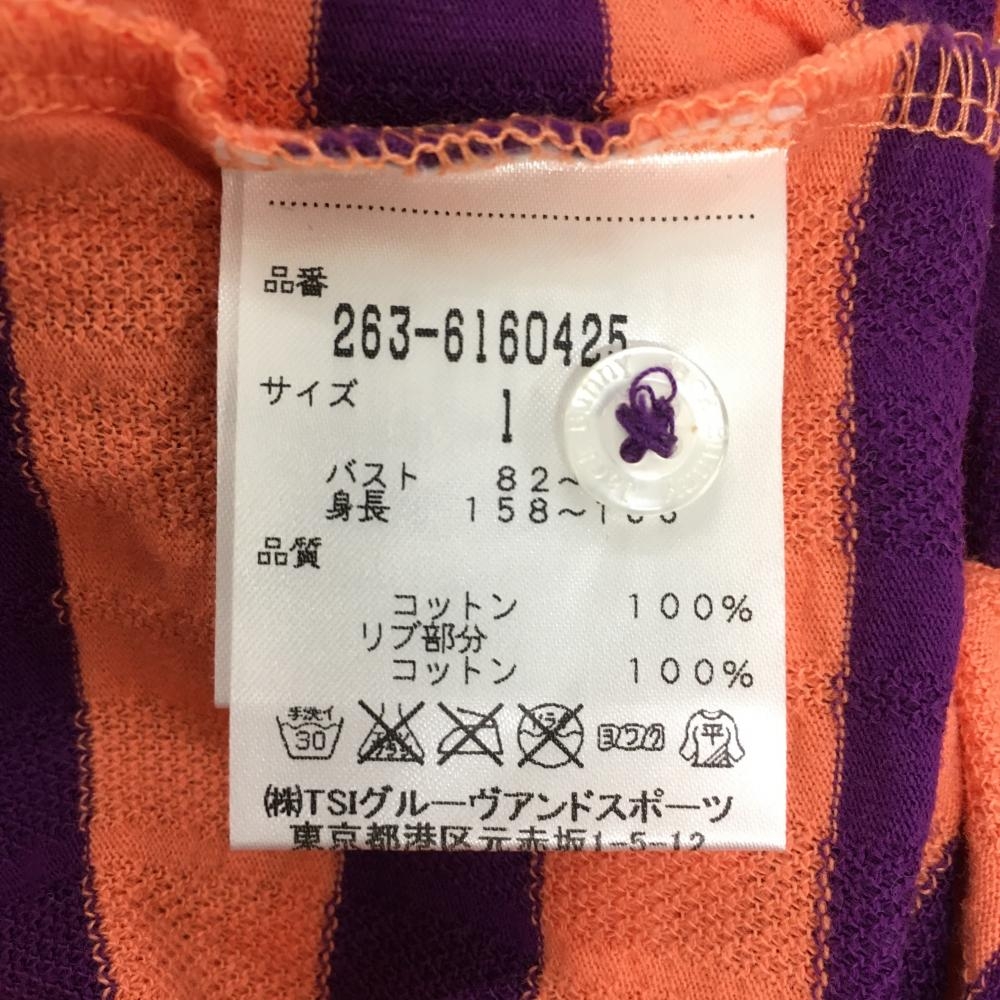 品番
263-6160425
サイズ
1
バスト 82~
身長 158~
品質
コットン 100%
リブ部分
コットン 100%
手洗イ 30 平
(株)TSIグルーヴアンドスポーツ
東京都港区元赤坂1-5-12